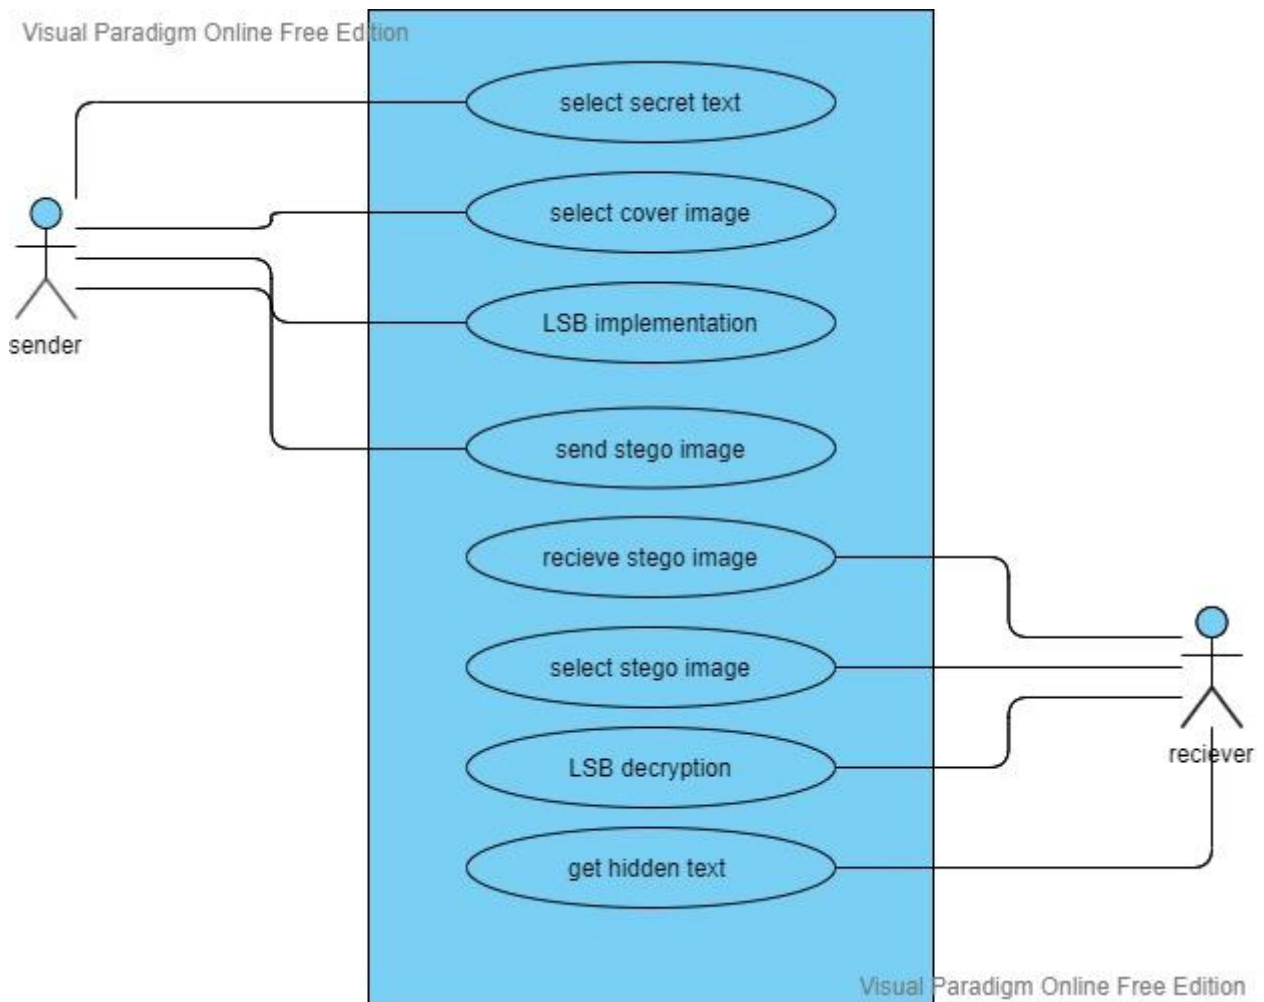 Visual Paradigm Online Free Edition
select secret text
select cover image
LSB implementation
sender
send stego image
recieve stego image
select stego image
reciever
LSB decryption
get hidden text
Visual Paradigm Online Free Edition